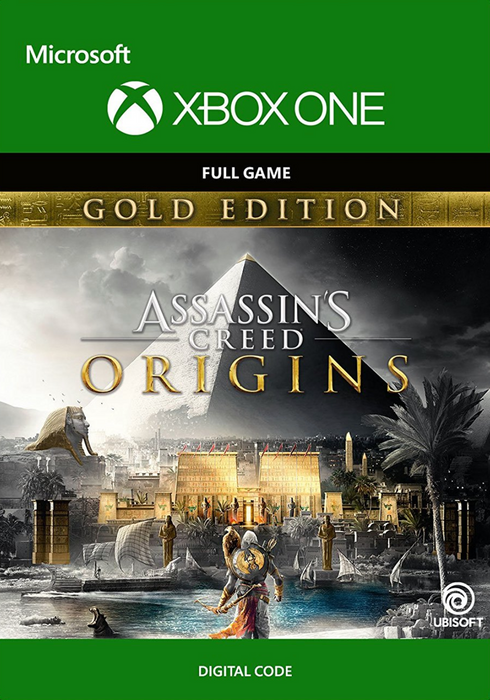 Microsoft
XBOX ONE
FULL GAME
GOLD EDITION
ASSASSIN'S
CREED
ORIGINS
UBISOFT
DIGITAL CODE